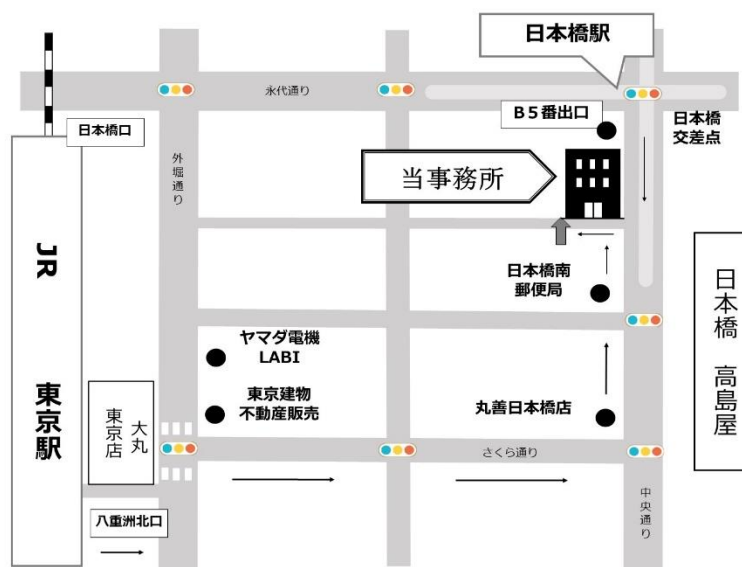 日本橋駅
永代通り
日本橋口
B5番出口
日本橋
交差点
外堀通り
当事務所
JR 東京駅
日本橋南
郵便局
日本橋 高島屋
ヤマダ電機
LABI
東京建物
不動産販売
丸善日本橋店
大丸
東京店
さくら通り
中央通り
八重洲北口